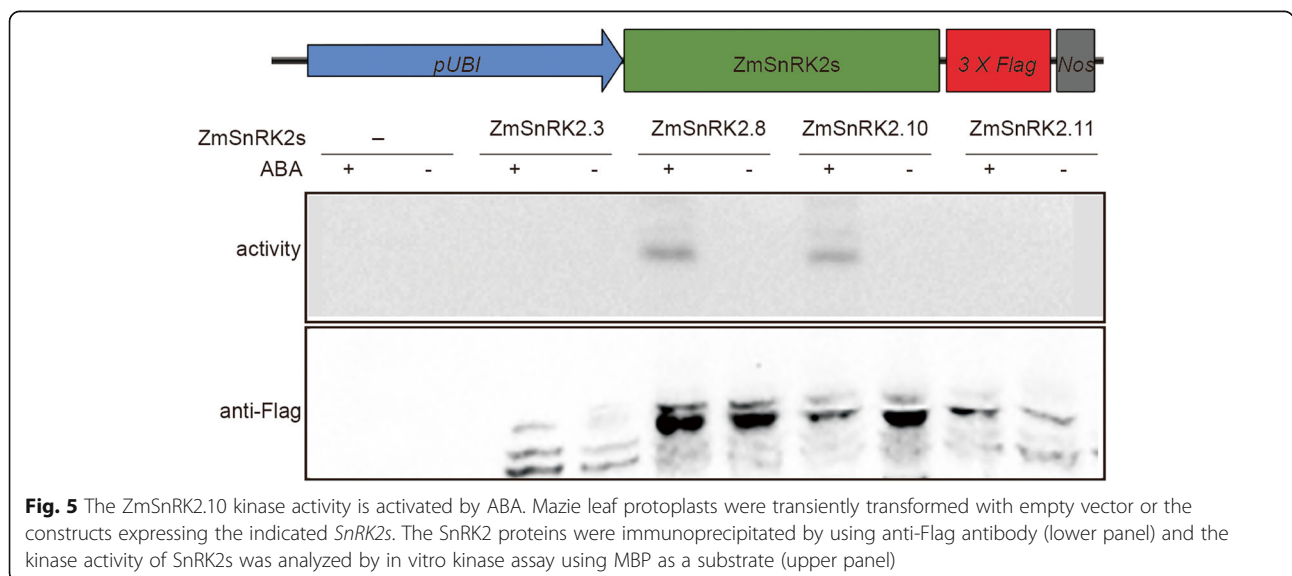 pUBI ZmSnRK2s 3 X Flag Nos
ZmSnRK2s – ZmSnRK2.3 ZmSnRK2.8 ZmSnRK2.10 ZmSnRK2.11
ABA + - + - + - + - + -
activity
anti-Flag
Fig. 5 The ZmSnRK2.10 kinase activity is activated by ABA. Mazie leaf protoplasts were transiently transformed with empty vector or the
constructs expressing the indicated SnRK2s. The SnRK2 proteins were immunoprecipitated by using anti-Flag antibody (lower panel) and the
kinase activity of SnRK2s was analyzed by in vitro kinase assay using MBP as a substrate (upper panel)